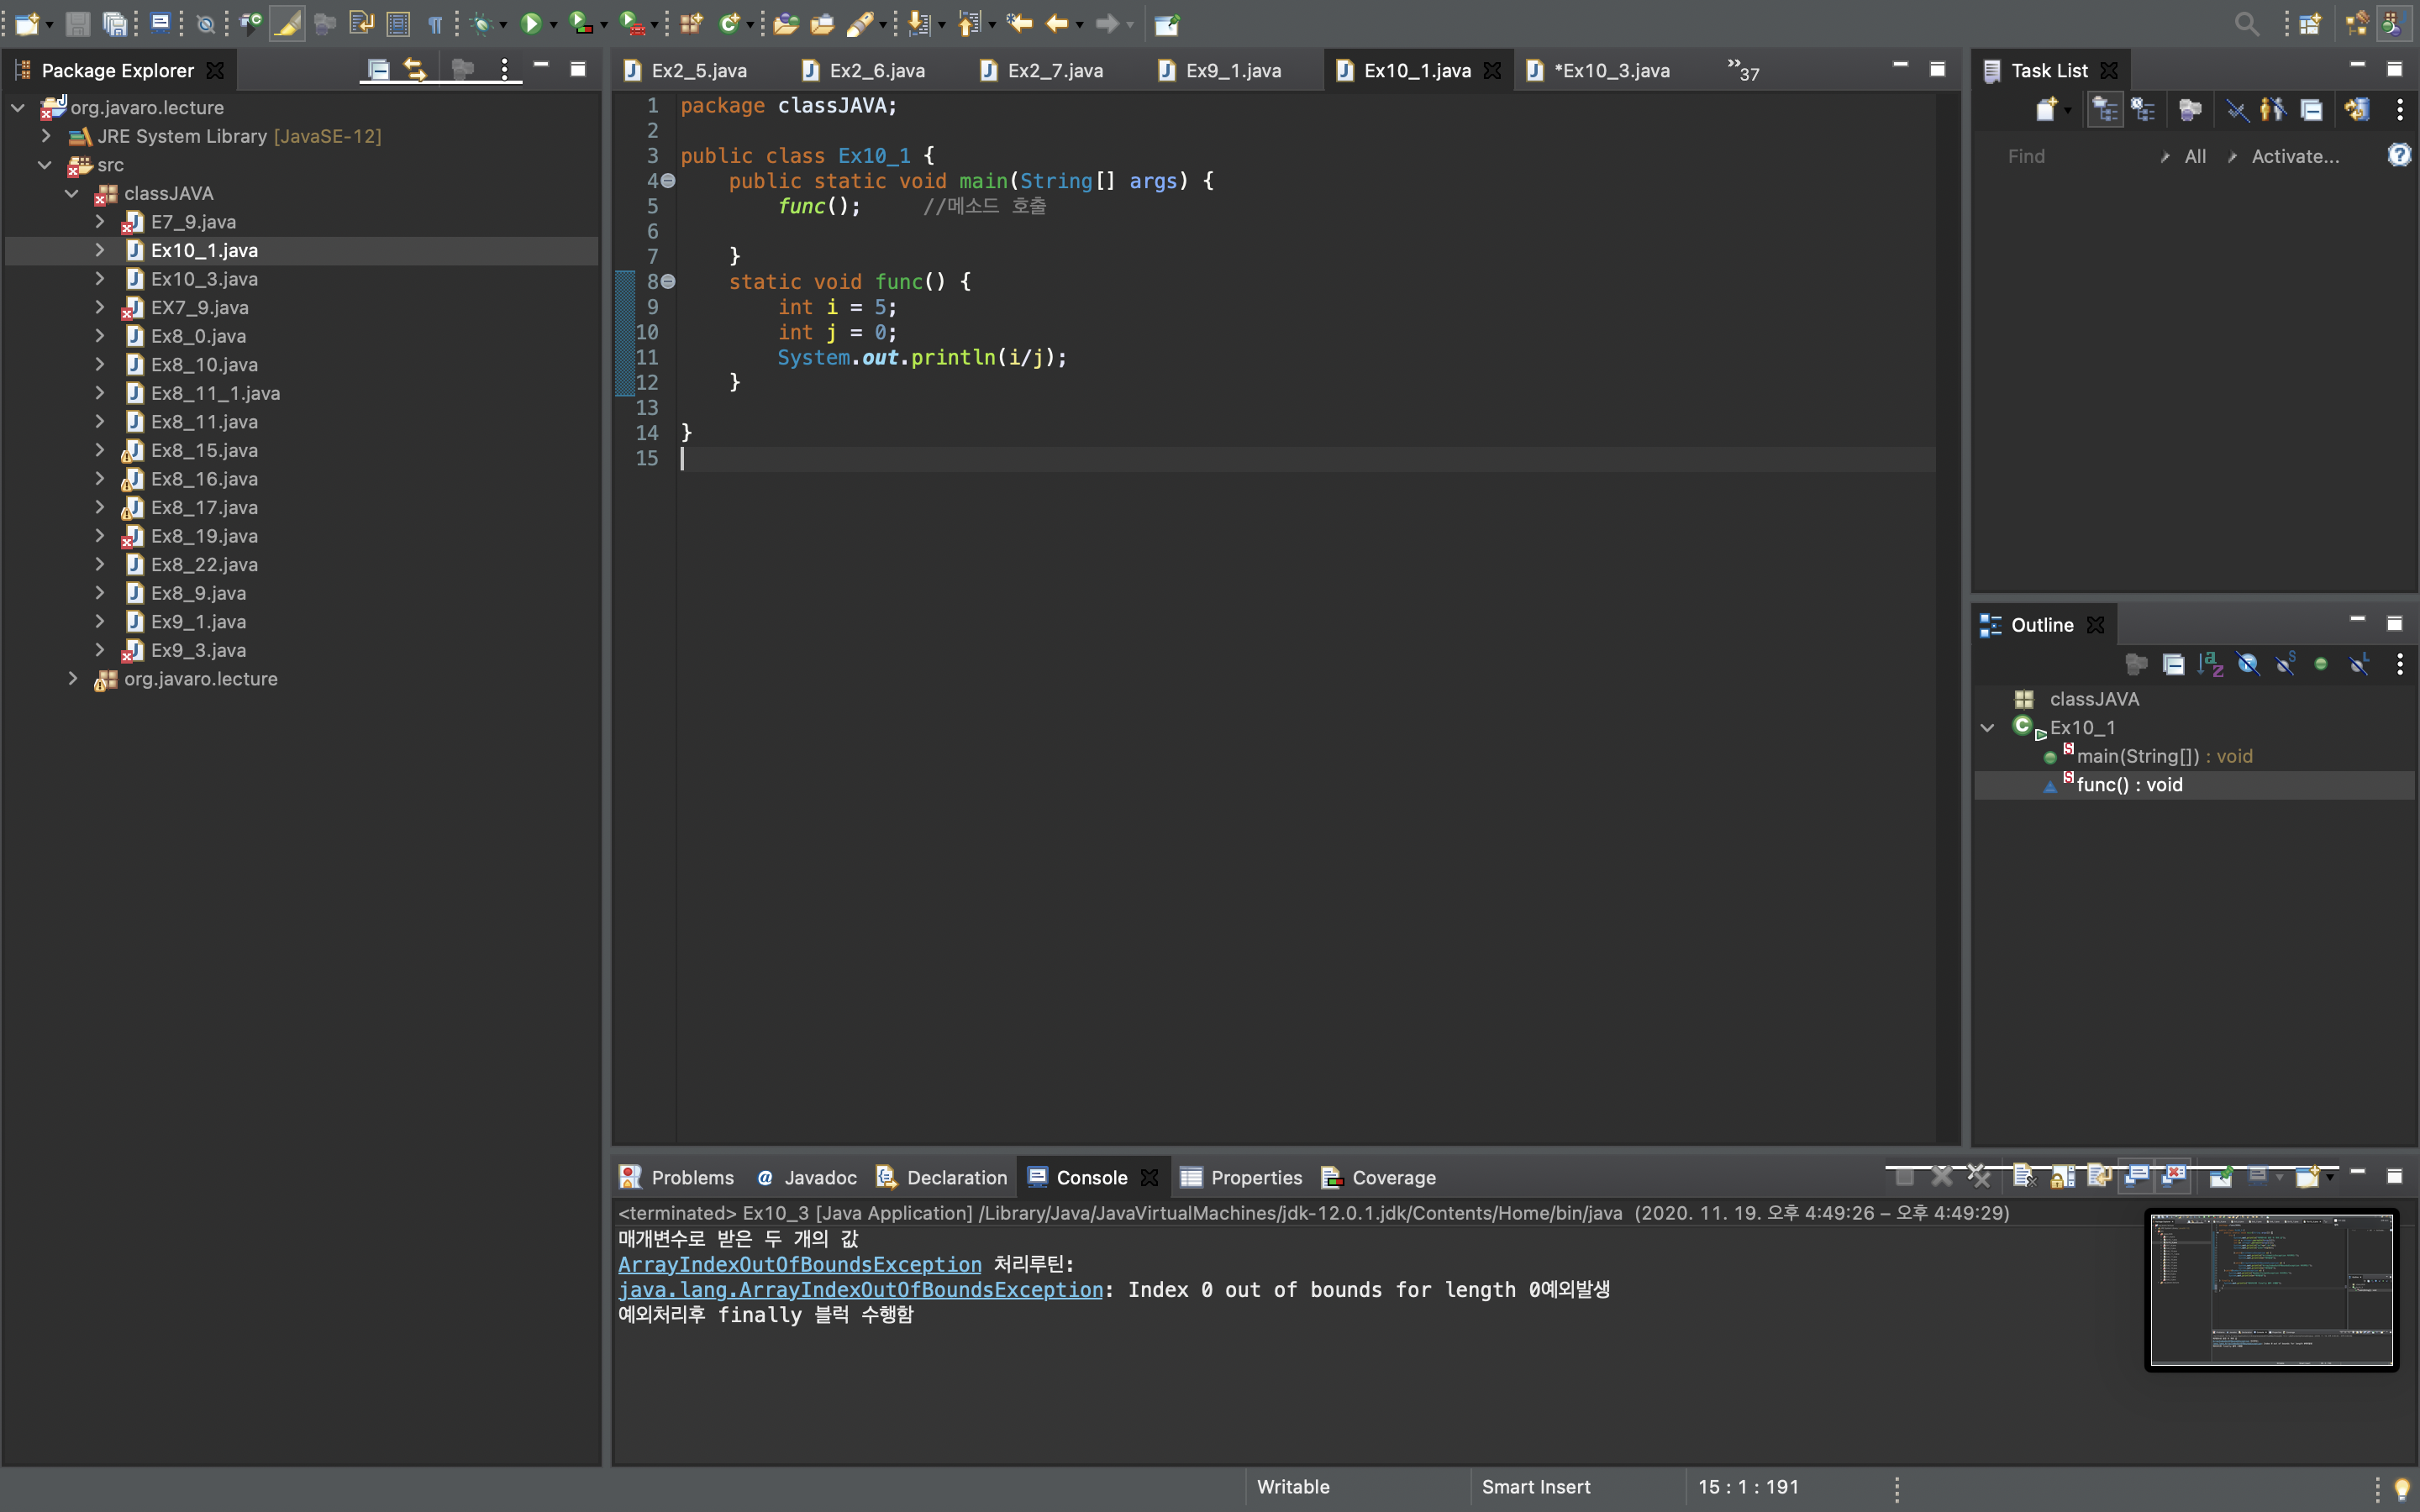 Package Explorer
org.javaro.lecture
JRE System Library [JavaSE-12]
src
classJAVA
E7_9.java
Ex10_1.java
Ex10_3.java
EX7_9.java
Ex8_0.java
Ex8_10.java
Ex8_11_1.java
Ex8_11.java
Ex8_15.java
Ex8_16.java
Ex8_17.java
Ex8_19.java
Ex8_22.java
Ex8_9.java
Ex9_1.java
Ex9_3.java
org.javaro.lecture
Ex2_5.java Ex2_6.java Ex2_7.java Ex9_1.java Ex10_1.java *Ex10_3.java »37
1 package classJAVA;
2
3 public class Ex10_1 {
4 public static void main(String[] args) {
5 func(); //메소드 호출
6
7 }
8 static void func() {
9 int i = 5;
10 int j = 0;
11 System.out.println(i/j);
12 }
13
14 }
15
Task List
Find All Activate...
Outline
classJAVA
Ex10_1
main(String[]) : void
func() : void
Problems Javadoc Declaration Console Properties Coverage
<terminated> Ex10_3 [Java Application] /Library/Java/JavaVirtualMachines/jdk-12.0.1.jdk/Contents/Home/bin/java (2020. 11. 19. 오후 4:49:26 – 오후 4:49:29)
매개변수로 받은 두 개의 값
ArrayIndexOutOfBoundsException 처리루틴:
java.lang.ArrayIndexOutOfBoundsException: Index 0 out of bounds for length 0예외발생
예외처리후 finally 블럭 수행함
Writable Smart Insert 15 : 1 : 191